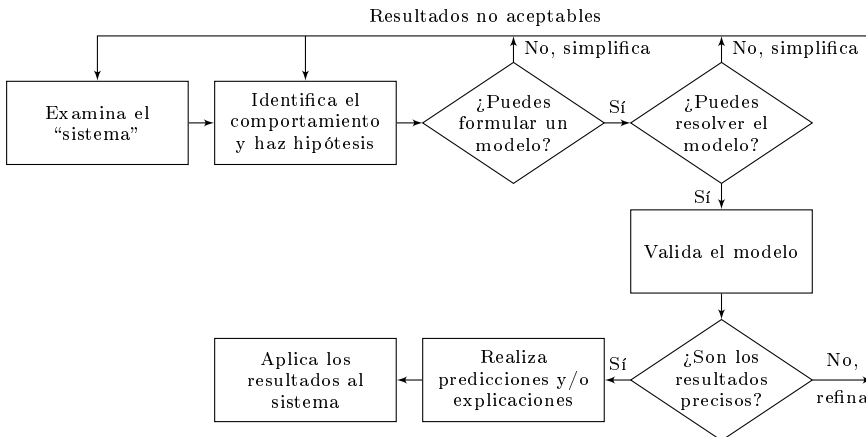 Resultados no aceptables
No, simplifica
No, simplifica
Examina el
“sistema”
Identifica el
comportamiento
y haz hipótesis
¿Puedes
formular un
modelo?
Sí
¿Puedes
resolver el
modelo?
Sí
Valida el modelo
¿Son los
resultados
precisos?
No,
refina
Sí
Realiza
predicciones y/o
explicaciones
Aplica los
resultados al
sistema